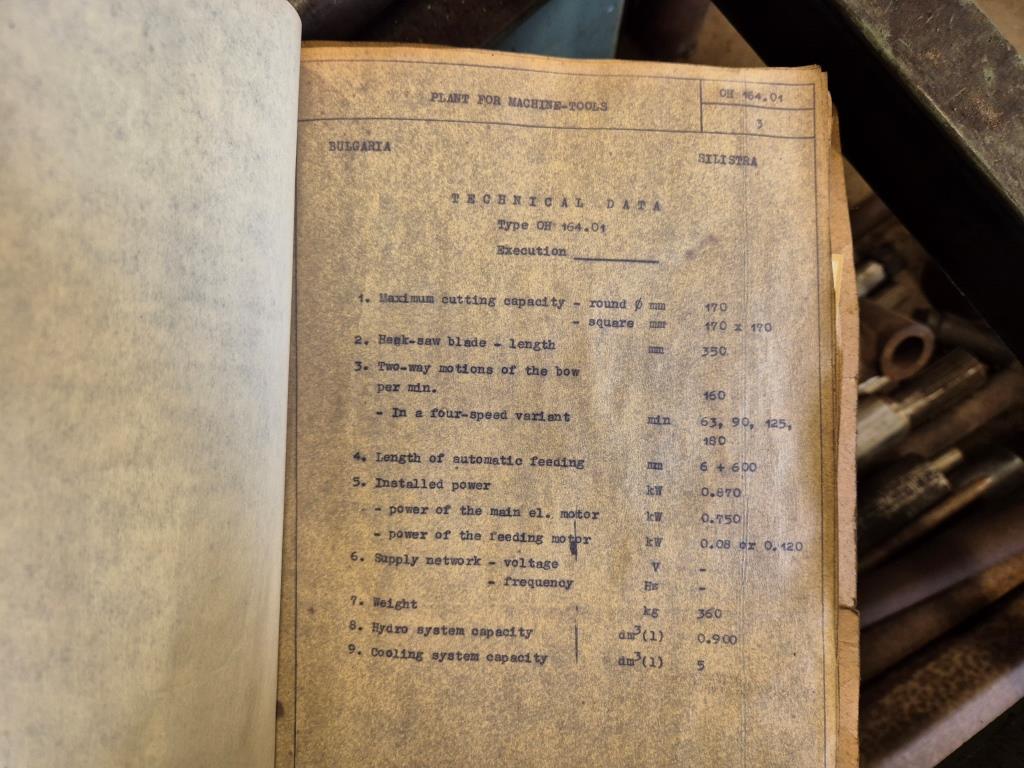 PLANT FOR MACHINE-TOOLS
OH 164.01
3
BULGARIA
SILISTRA
TECHNICAL DATA
Type OH 164.01
Execution
1. Maximum cutting capacity - round ϕ mm 170
- square mm 170 x 170
2. Hack-saw blade - length mm 350
3. Two-way motions of the bow
per min. 160
- In a four-speed variant min 63, 90, 125,
180
4. Length of automatic feeding mm 6 + 600
5. Installed power kW 0.870
- power of the main el. motor kW 0.750
- power of the feeding motor kW 0.08 or 0.120
6. Supply network - voltage V -
- frequency Hz -
7. Weight kg 360
8. Hydro system capacity dm³(l) 0.900
9. Cooling system capacity dm³(l) 5